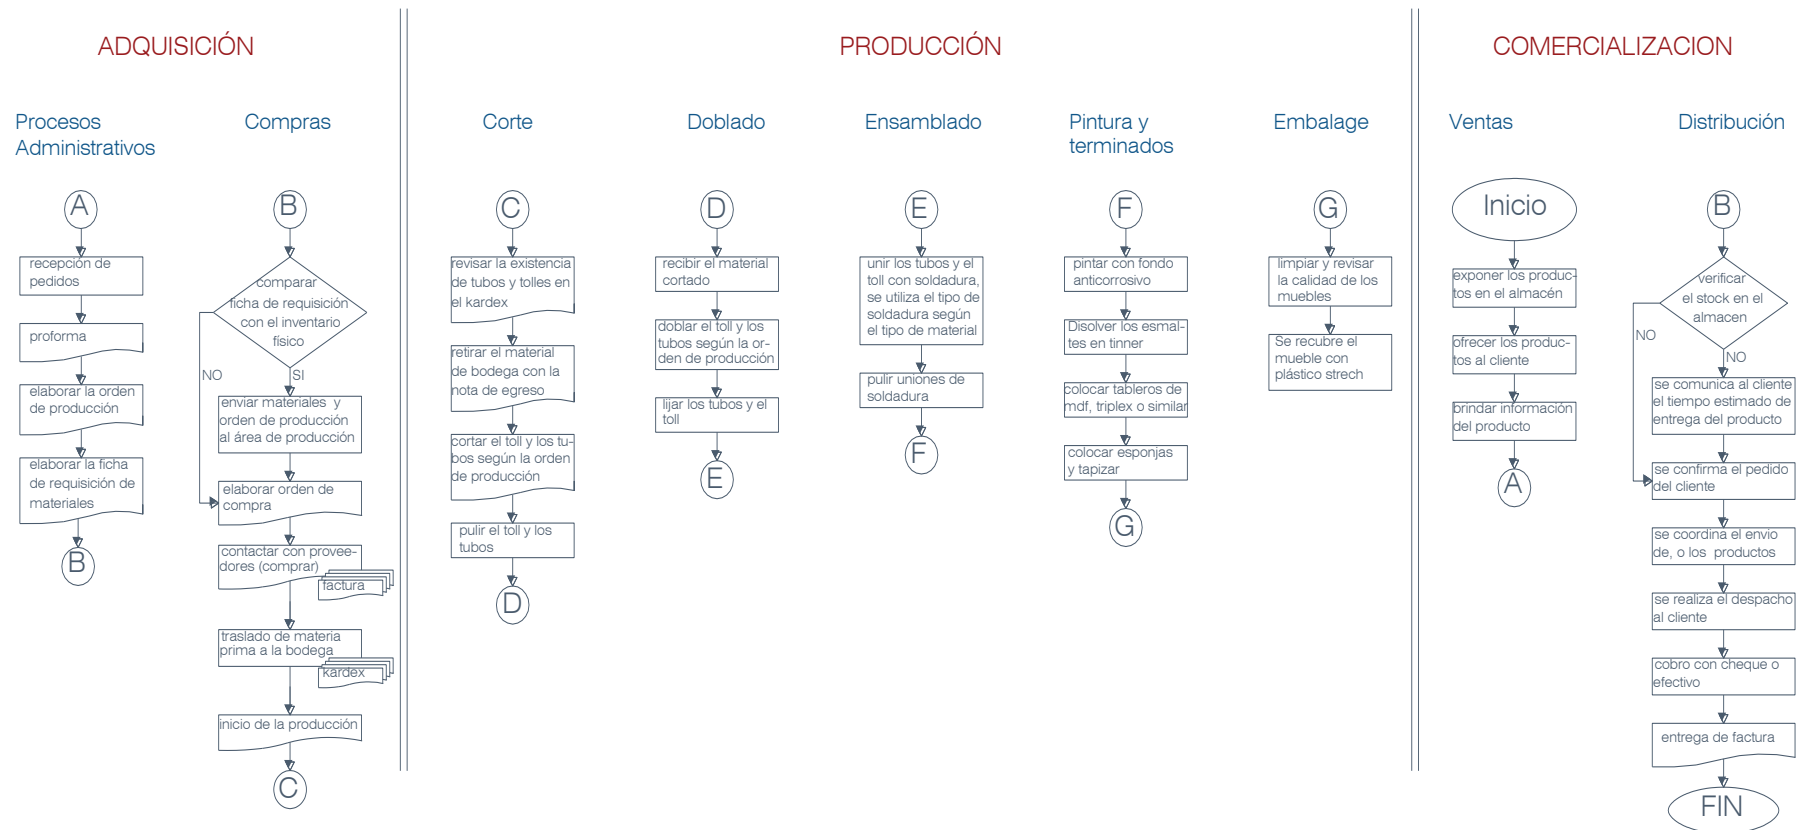 ADQUISICIÓN
PRODUCCIÓN
COMERCIALIZACION
Procesos
Administrativos
Compras
Corte
Doblado
Ensamblado
Pintura y
terminados
Embalage
Ventas
Distribución
A
recepción de
pedidos
proforma
elaborar la orden
de producción
elaborar la ficha
de requisición de
materiales
B
B
comparar
ficha de requisición
con el inventario
físico
NO
SI
enviar materiales y
orden de producción
al área de producción
elaborar orden de
compra
contactar con provee-
dores (comprar)
factura
traslado de materia
prima a la bodega
kardex
inicio de la producción
C
C
revisar la existencia
de tubos y tolles en
el kardex
retirar el material
de bodega con la
nota de egreso
cortar el toll y los tu-
bos según la orden
de producción
pulir el toll y los
tubos
D
D
recibir el material
cortado
doblar el toll y los
tubos según la or-
den de producción
lijar los tubos y el
toll
E
E
unir los tubos y el
toll con soldadura,
se utiliza el tipo de
soldadura según
el tipo de material
pulir uniones de
soldadura
F
F
pintar con fondo
anticorrosivo
Disolver los esmal-
tes en tinner
colocar tableros de
mdf, triplex o similar
colocar esponjas
y tapizar
G
G
limpiar y revisar
la calidad de los
muebles
Se recubre el
mueble con
plástico strech
Inicio
exponer los produc-
tos en el almacén
ofrecer los produc-
tos al cliente
brindar información
del producto
A
B
verificar
el stock en el
almacen
NO
NO
se comunica al cliente
el tiempo estimado de
entrega del producto
se confirma el pedido
del cliente
se coordina el envio
de, o los productos
se realiza el despacho
al cliente
cobro con cheque o
efectivo
entrega de factura
FIN